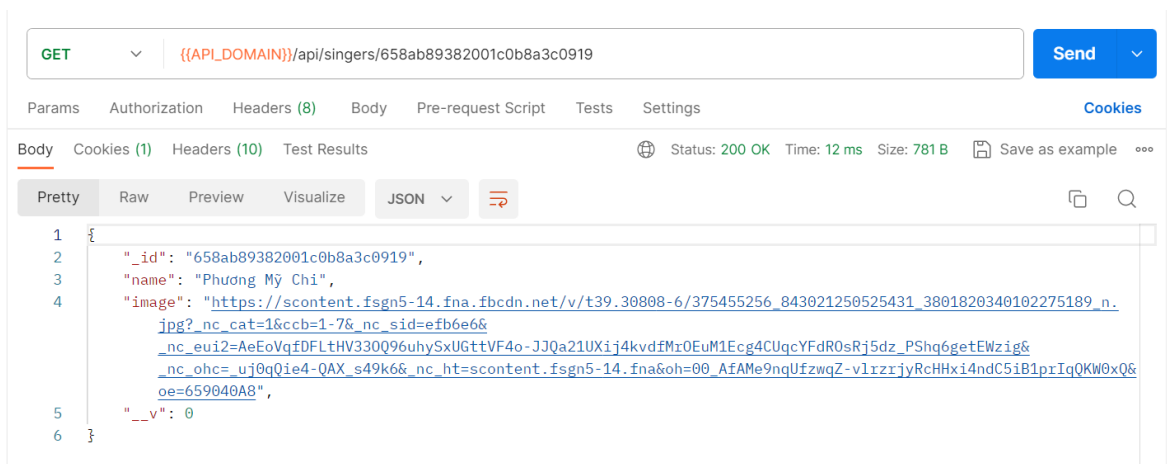 GET {{API_DOMAIN}}/api/singers/658ab89382001c0b8a3c0919 Send
Params Authorization Headers (8) Body Pre-request Script Tests Settings Cookies
Body Cookies (1) Headers (10) Test Results Status: 200 OK Time: 12 ms Size: 781 B Save as example
Pretty Raw Preview Visualize JSON
1 {
2 "_id": "658ab89382001c0b8a3c0919",
3 "name": "Phương Mỹ Chi",
4 "image": "https://scontent.fsgn5-14.fna.fbcdn.net/v/t39.30808-6/375455256_843021250525431_3801820340102275189_n.
jpg?_nc_cat=1&ccb=1-7&_nc_sid=efb6e6&
_nc_eui2=AeEoVqfDFLtHV33OQ96uhySxUGttVF4o-JJQa21UXij4kvdfMrOEuM1Ecg4CUqcYFdROsRj5dz_PShq6getEWzig&
_nc_ohc=_uj0qQie4-QAX_s49k6&_nc_ht=scontent.fsgn5-14.fna&oh=00_AfAMe9nqUfzwqZ-vlrzrjyRcHHxi4ndC5iB1prIqQKW0xQ&
oe=659040A8",
5 "__v": 0
6 }